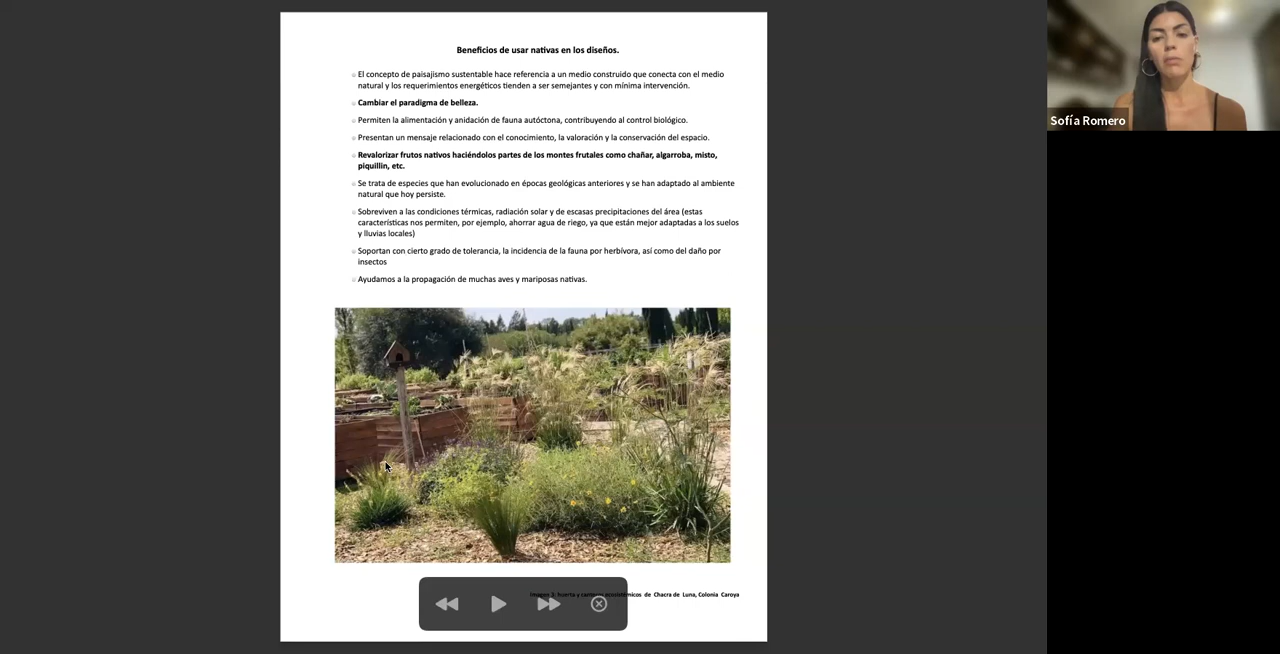 Beneficios de usar nativas en los diseños.
El concepto de paisajismo sustentable hace referencia a un medio construido que conecta con el medio
natural y los requerimientos energéticos tienden a ser semejantes y con mínima intervención.
Cambiar el paradigma de belleza.
Permiten la alimentación y anidación de fauna autóctona, contribuyendo al control biológico.
Presentan un mensaje relacionado con el conocimiento, la valoración y la conservación del espacio.
Revalorizar frutos nativos haciéndolos partes de los montes frutales como chañar, algarroba, misto,
piquillin, etc.
Se trata de especies que han evolucionado en épocas geológicas anteriores y se han adaptado al ambiente
natural que hoy persiste.
Sobreviven a las condiciones térmicas, radiación solar y de escasas precipitaciones del área (estas
características nos permiten, por ejemplo, ahorrar agua de riego, ya que están mejor adaptadas a los suelos
y lluvias locales)
Soportan con cierto grado de tolerancia, la incidencia de la fauna por herbívora, así como del daño por
insectos
Ayudamos a la propagación de muchas aves y mariposas nativas.
Imagen 3: huerta y canteros ecosistémicos de Chacra de Luna, Colonia Caroya
Sofía Romero